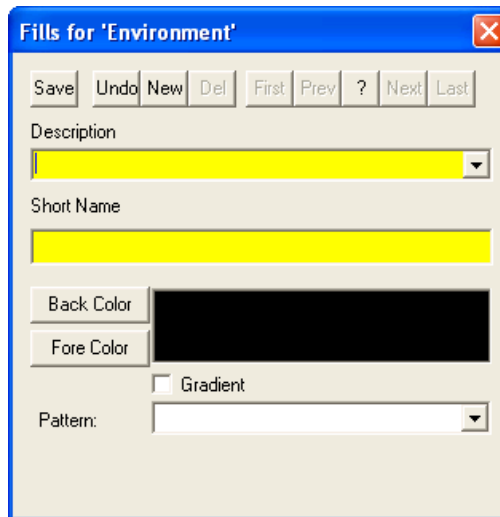 Fills for 'Environment'
Save Undo New Del First Prev ? Next Last
Description
Short Name
Back Color
Fore Color
Gradient
Pattern: